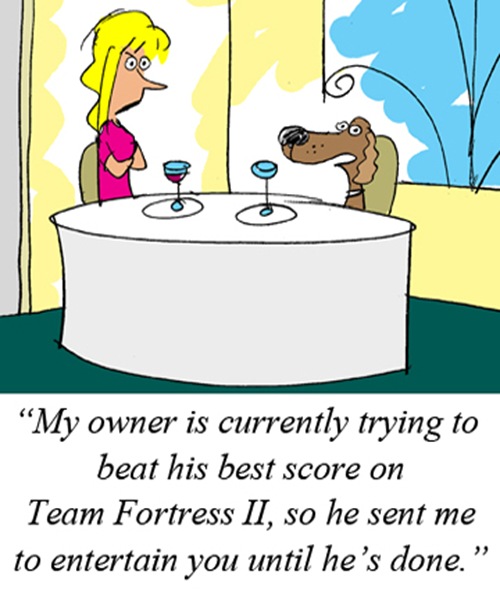 “My owner is currently trying to
beat his best score on
Team Fortress II, so he sent me
to entertain you until he’s done.”